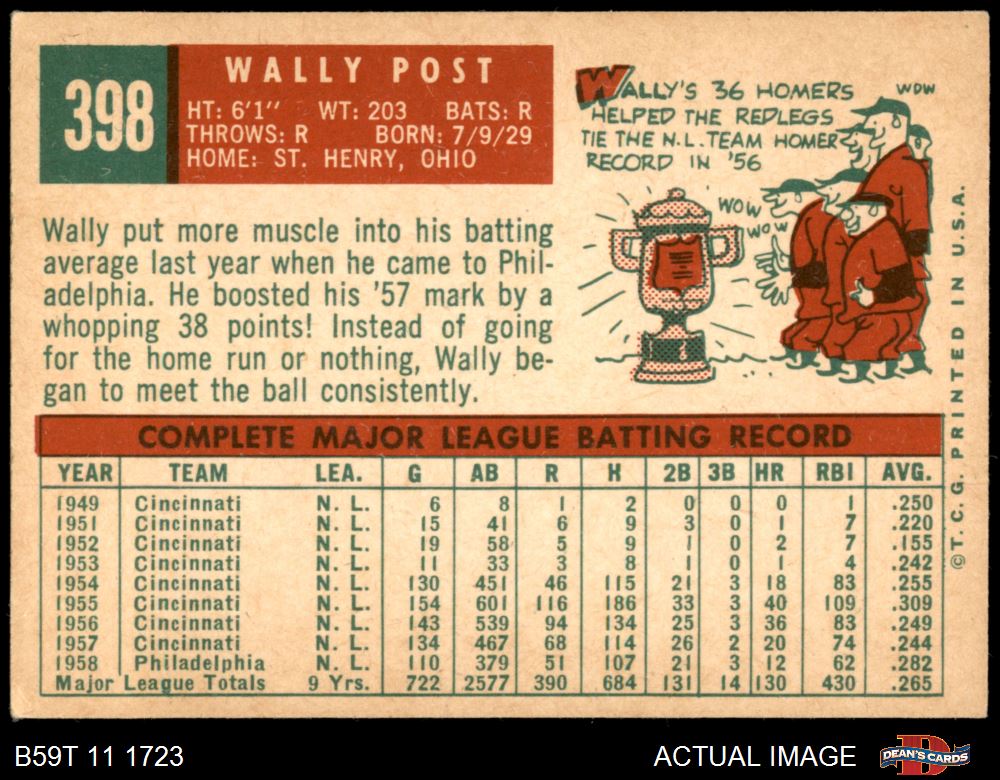 398
WALLY POST
HT: 6'1" WT: 203 BATS: R
THROWS: R BORN: 7/9/29
HOME: ST. HENRY, OHIO
WALLY'S 36 HOMERS
HELPED THE REDLEGS
TIE THE N.L. TEAM HOMER
RECORD IN '56
WOW
WOW
WOW
WOW
Wally put more muscle into his batting
average last year when he came to Phil-
adelphia. He boosted his '57 mark by a
whopping 38 points! Instead of going
for the home run or nothing, Wally be-
gan to meet the ball consistently.
COMPLETE MAJOR LEAGUE BATTING RECORD
YEAR TEAM LEA. G AB R H 2B 3B HR RBI AVG.
1949 Cincinnati N. L. 6 8 1 2 0 0 0 1 .250
1951 Cincinnati N. L. 15 41 6 9 3 0 1 7 .220
1952 Cincinnati N. L. 19 58 5 9 1 0 2 7 .155
1953 Cincinnati N. L. 11 33 3 8 1 0 1 4 .242
1954 Cincinnati N. L. 130 451 46 115 21 3 18 83 .255
1955 Cincinnati N. L. 154 601 116 186 33 3 40 109 .309
1956 Cincinnati N. L. 143 539 94 134 25 3 36 83 .249
1957 Cincinnati N. L. 134 467 68 114 26 2 20 74 .244
1958 Philadelphia N. L. 110 379 51 107 21 3 12 62 .282
Major League Totals 9 Yrs. 722 2577 390 684 131 14 130 430 .265
©T. C. G. PRINTED IN U.S.A.
B59T 11 1723
ACTUAL IMAGE
DEAN'S CARDS